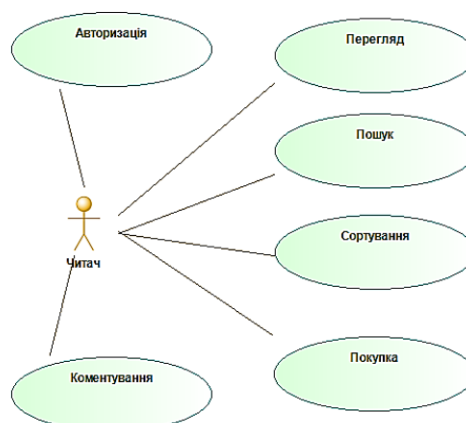 Авторизація
Перегляд
Пошук
Читач
Сортування
Коментування
Покупка